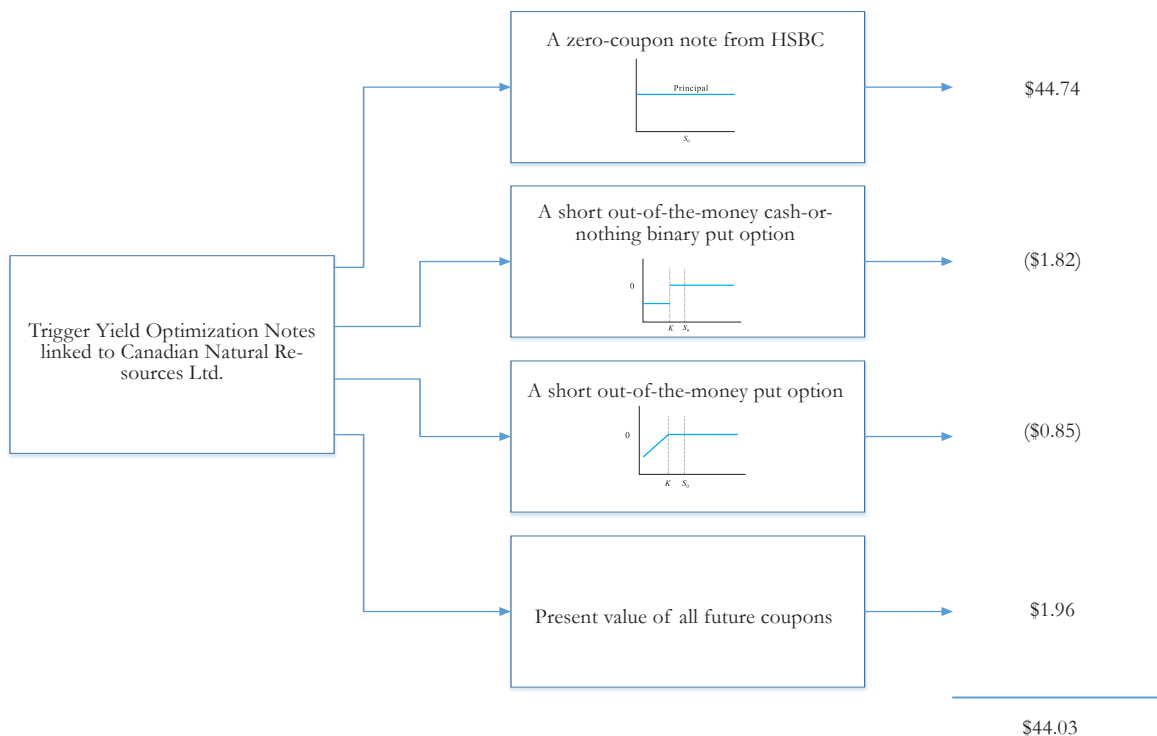 A zero-coupon note from HSBC
Principal
S₀
$44.74
A short out-of-the-money cash-or-
nothing binary put option
0
K S₀
($1.82)
Trigger Yield Optimization Notes
linked to Canadian Natural Re-
sources Ltd.
A short out-of-the-money put option
0
K S₀
($0.85)
Present value of all future coupons
$1.96
$44.03